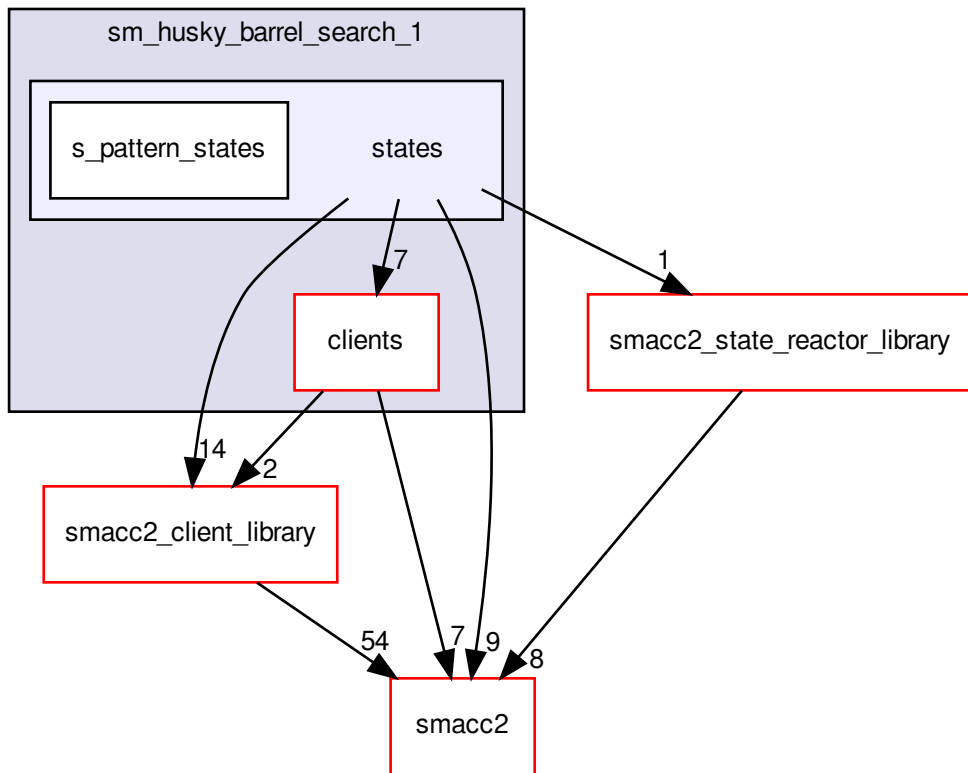 sm_husky_barrel_search_1
s_pattern_states
states
7
1
clients
smacc2_state_reactor_library
14
2
smacc2_client_library
54
7
9
8
smacc2